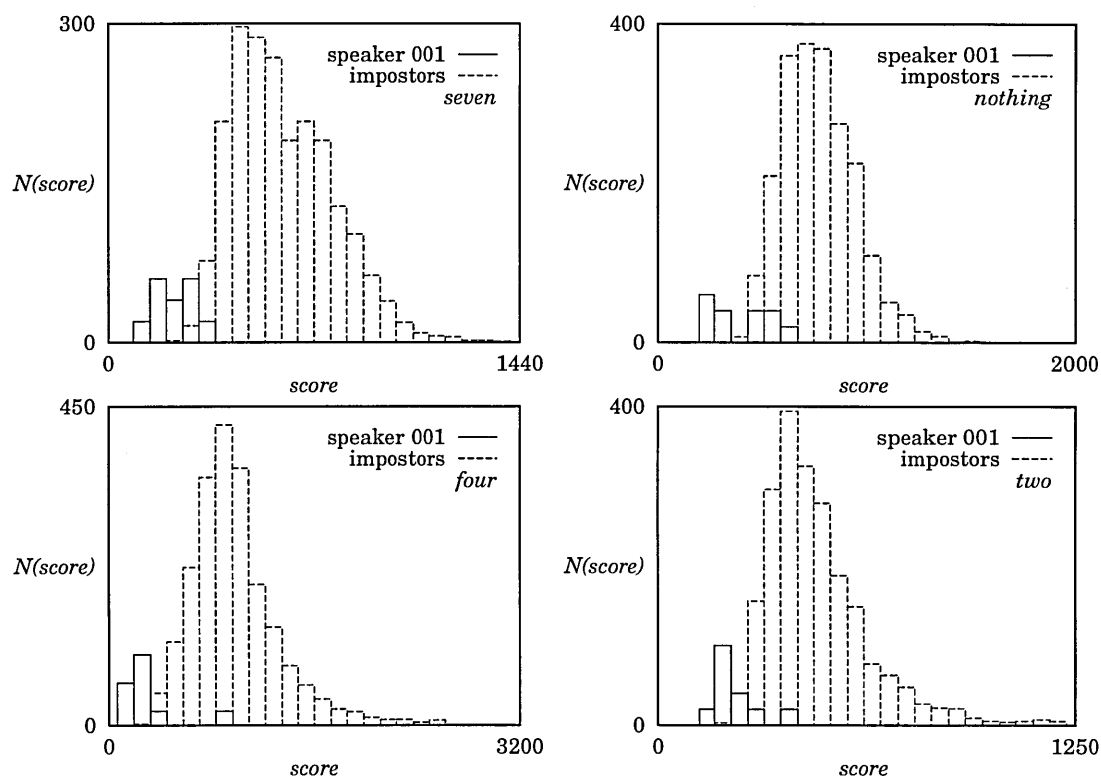 300
speaker 001
impostors
seven
N(score)
0
0
1440
score
400
speaker 001
impostors
nothing
N(score)
0
0
2000
score
450
speaker 001
impostors
four
N(score)
0
0
3200
score
400
speaker 001
impostors
two
N(score)
0
0
1250
score